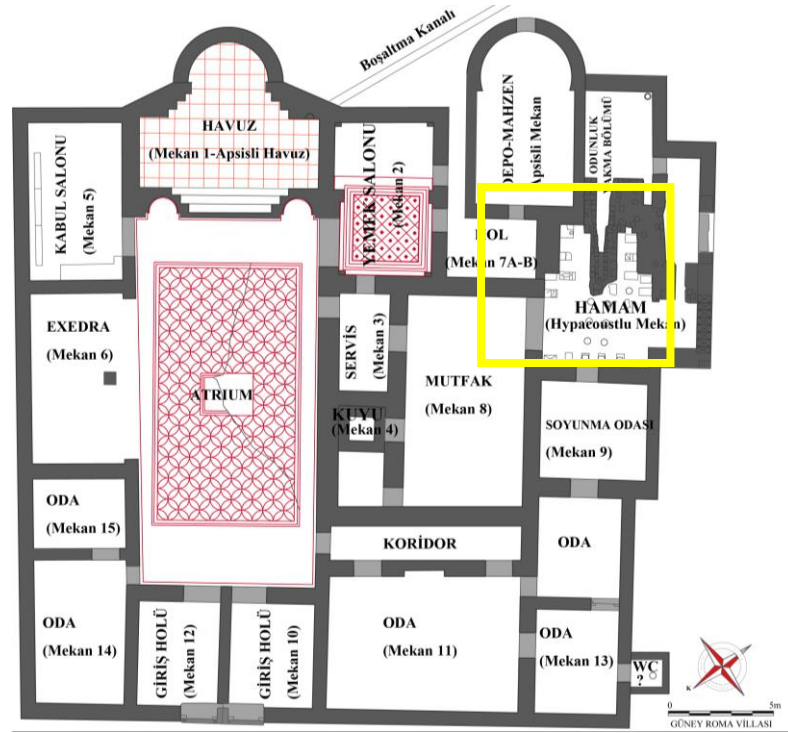 Boşaltma Kanalı
HAVUZ
(Mekan 1-Apsisli Havuz)
KABUL SALONU
(Mekan 5)
YEMEK SALONU
(Mekan 2)
DEPO-MAHZEN
Apsisli Mekan
ODUNLUK
YAKMA BÖLÜMÜ
HOL
(Mekan 7A-B)
HAMAM
(Hypacoustlu Mekan)
EXEDRA
(Mekan 6)
SERVİS
(Mekan 3)
ATRIUM
MUTFAK
(Mekan 8)
KUYU
(Mekan 4)
SOYUNMA ODASI
(Mekan 9)
ODA
(Mekan 15)
KORİDOR
ODA
ODA
(Mekan 14)
GİRİŞ HOLÜ
(Mekan 12)
GİRİŞ HOLÜ
(Mekan 10)
ODA
(Mekan 11)
ODA
(Mekan 13)
WC
?
K
0 5m
GÜNEY ROMA VİLLASI